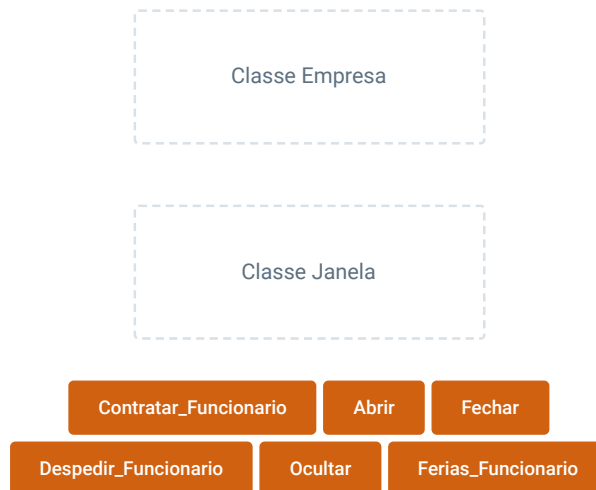 Classe Empresa
Classe Janela
Contratar_Funcionario Abrir Fechar
Despedir_Funcionario Ocultar Ferias_Funcionario